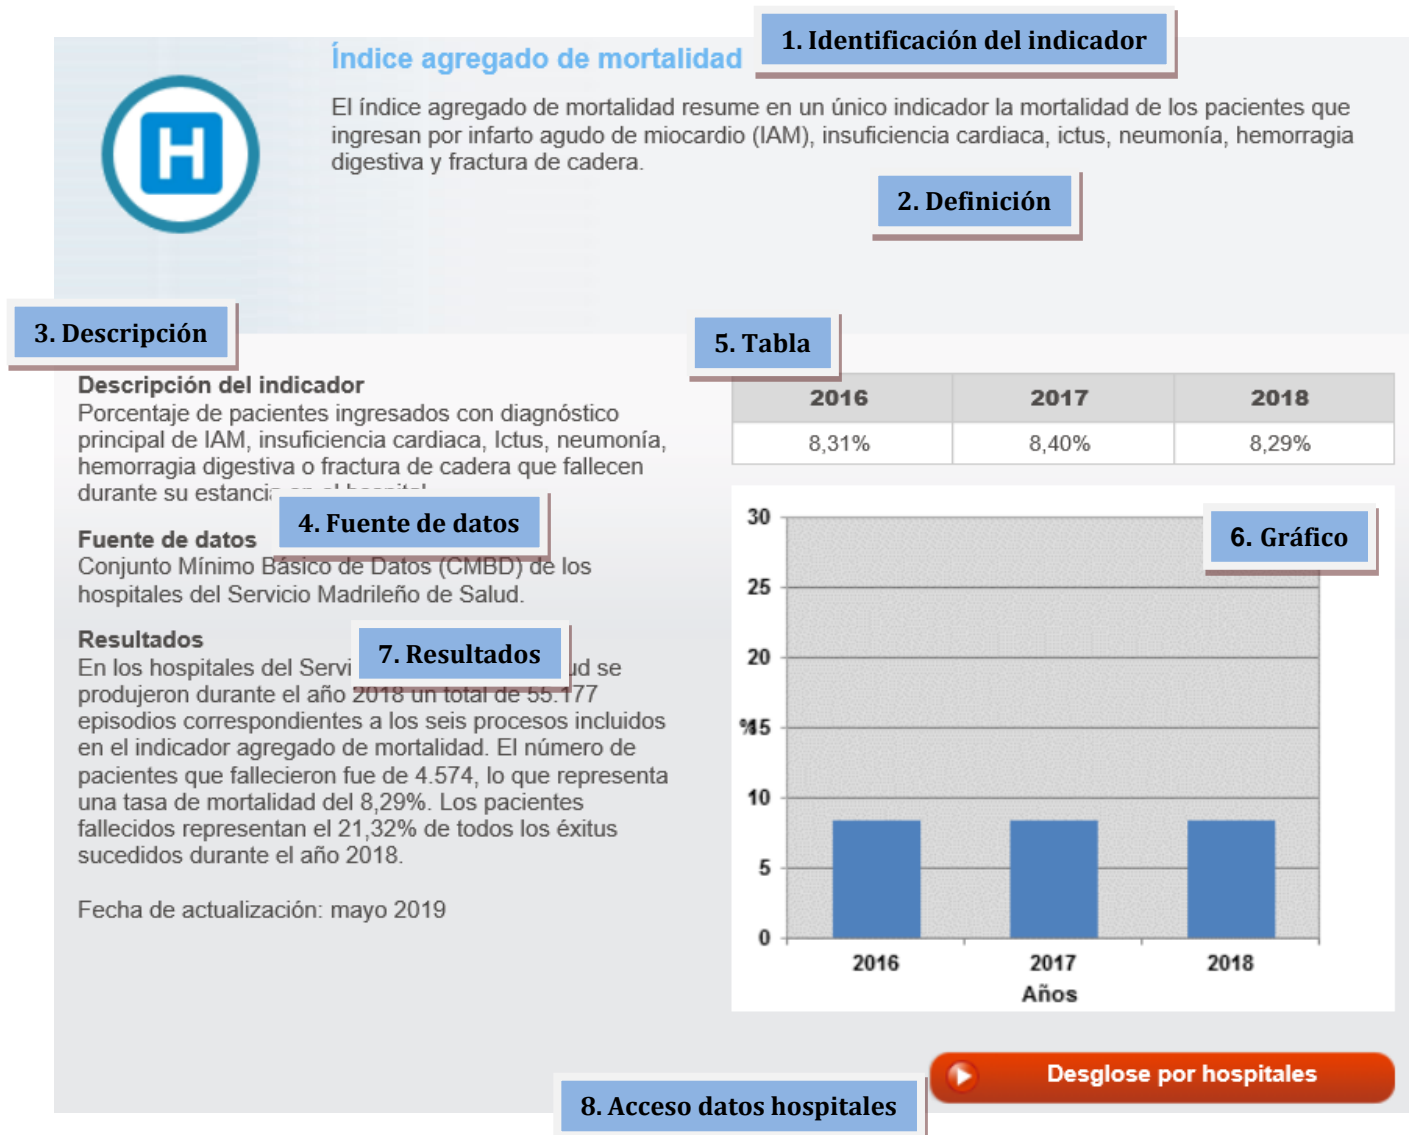 1. Identificación del indicador
Índice agregado de mortalidad
El índice agregado de mortalidad resume en un único indicador la mortalidad de los pacientes que
ingresan por infarto agudo de miocardio (IAM), insuficiencia cardiaca, ictus, neumonía, hemorragia
digestiva y fractura de cadera.
H
2. Definición
3. Descripción
Descripción del indicador
Porcentaje de pacientes ingresados con diagnóstico
principal de IAM, insuficiencia cardiaca, Ictus, neumonía,
hemorragia digestiva o fractura de cadera que fallecen
durante su estancia en el hospital
4. Fuente de datos
Fuente de datos
Conjunto Mínimo Básico de Datos (CMBD) de los
hospitales del Servicio Madrileño de Salud.
Resultados
7. Resultados
En los hospitales del Servi ud se
produjeron durante el año 2018 un total de 55.177
episodios correspondientes a los seis procesos incluidos
en el indicador agregado de mortalidad. El número de
pacientes que fallecieron fue de 4.574, lo que representa
una tasa de mortalidad del 8,29%. Los pacientes
fallecidos representan el 21,32% de todos los éxitus
sucedidos durante el año 2018.
Fecha de actualización: mayo 2019
5. Tabla
2016 2017 2018
8,31% 8,40% 8,29%
6. Gráfico
30
25
20
%
15
10
5
0
2016 2017 2018
Años
Desglose por hospitales
8. Acceso datos hospitales